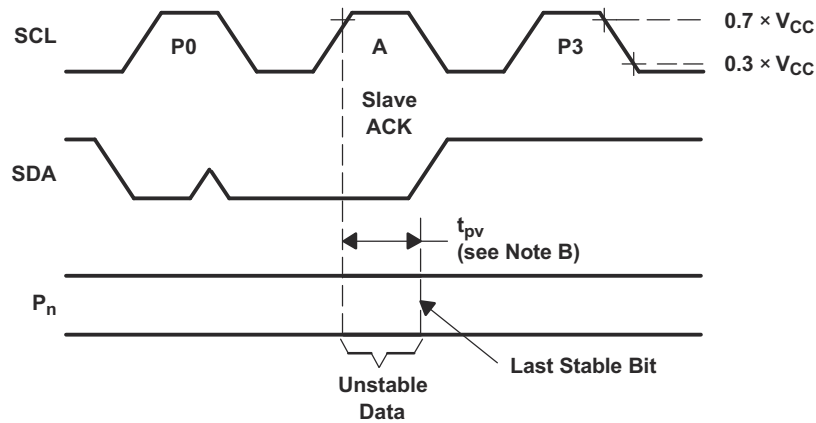 SCL
P0
A
P3
0.7 × VCC
0.3 × VCC
Slave
ACK
SDA
tpv
(see Note B)
Pn
Last Stable Bit
Unstable
Data